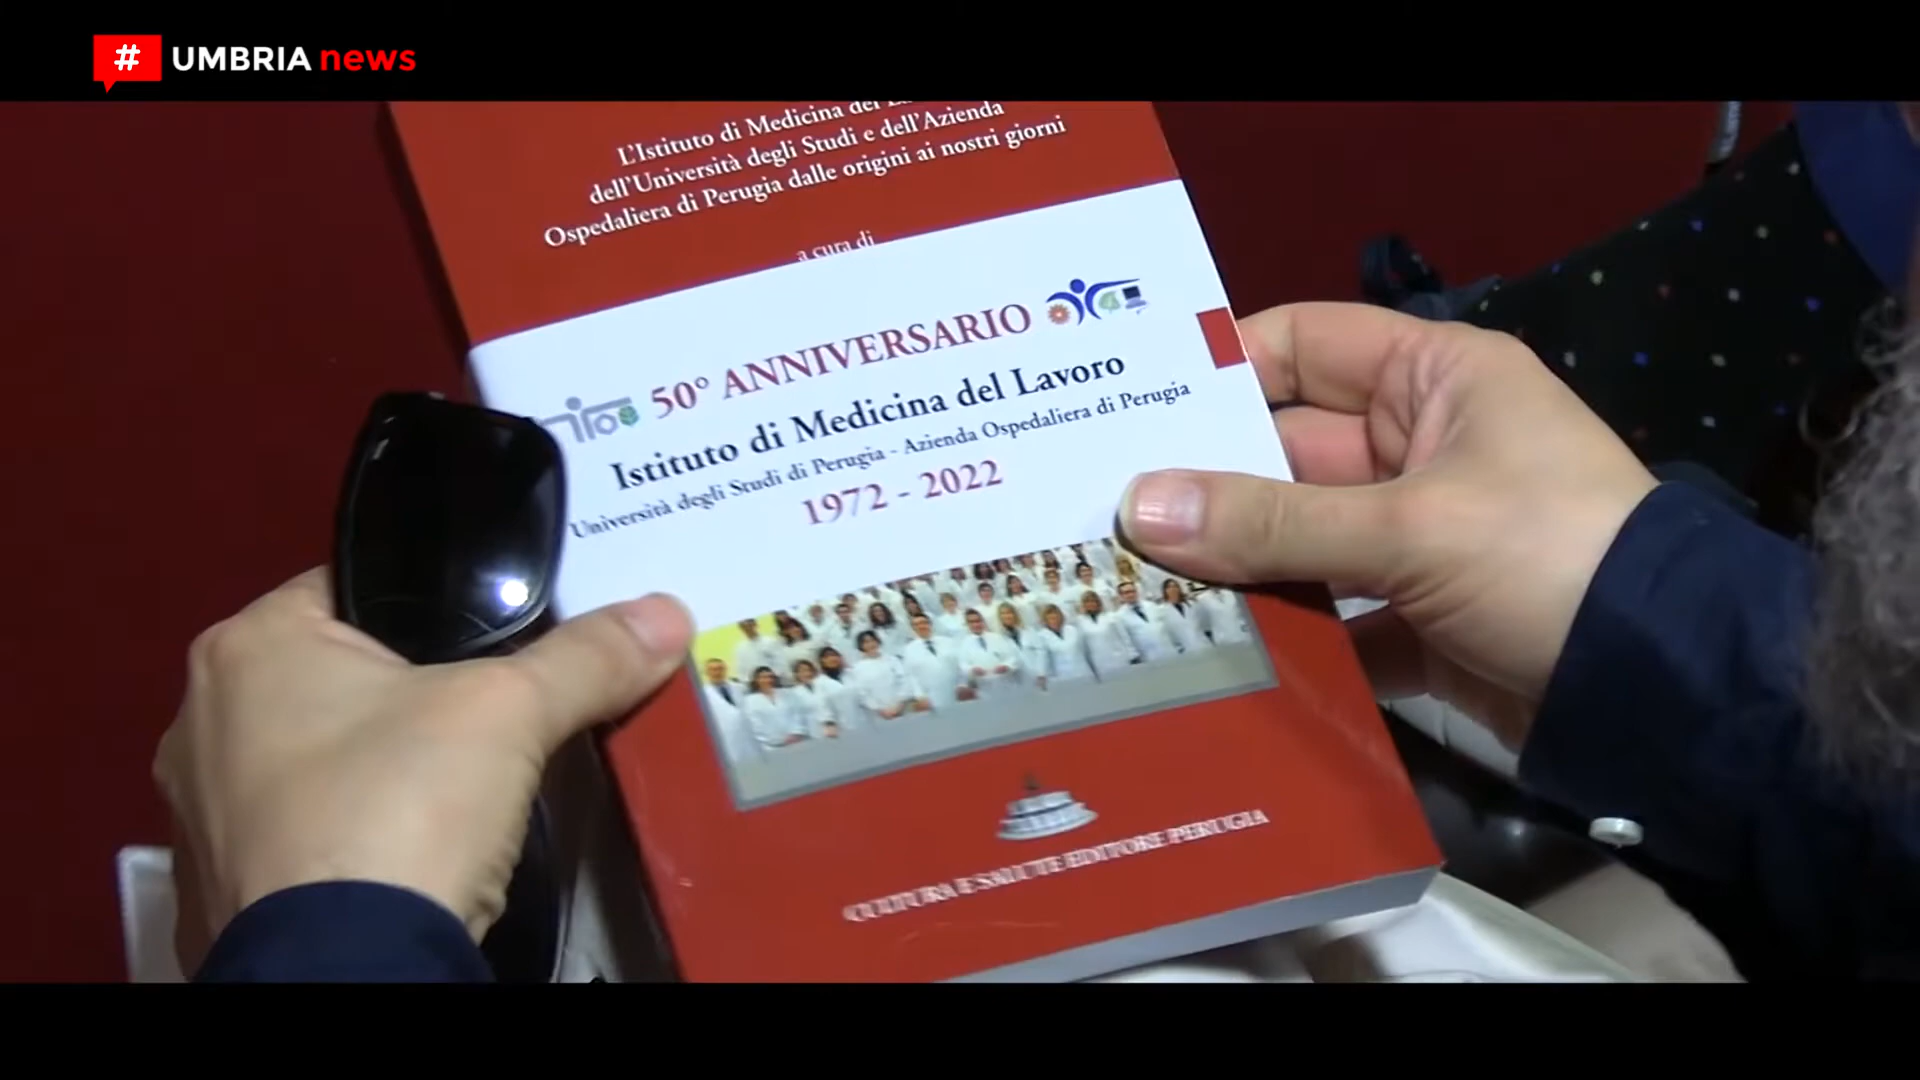 # UMBRIA news
L'Istituto di Medicina del
dell'Università degli Studi e dell'Azienda
Ospedaliera di Perugia dalle origini ai nostri giorni
a cura di
50° ANNIVERSARIO
Istituto di Medicina del Lavoro
Università degli Studi di Perugia - Azienda Ospedaliera di Perugia
1972 - 2022
CULTURA E SALUTE EDITORE PERUGIA